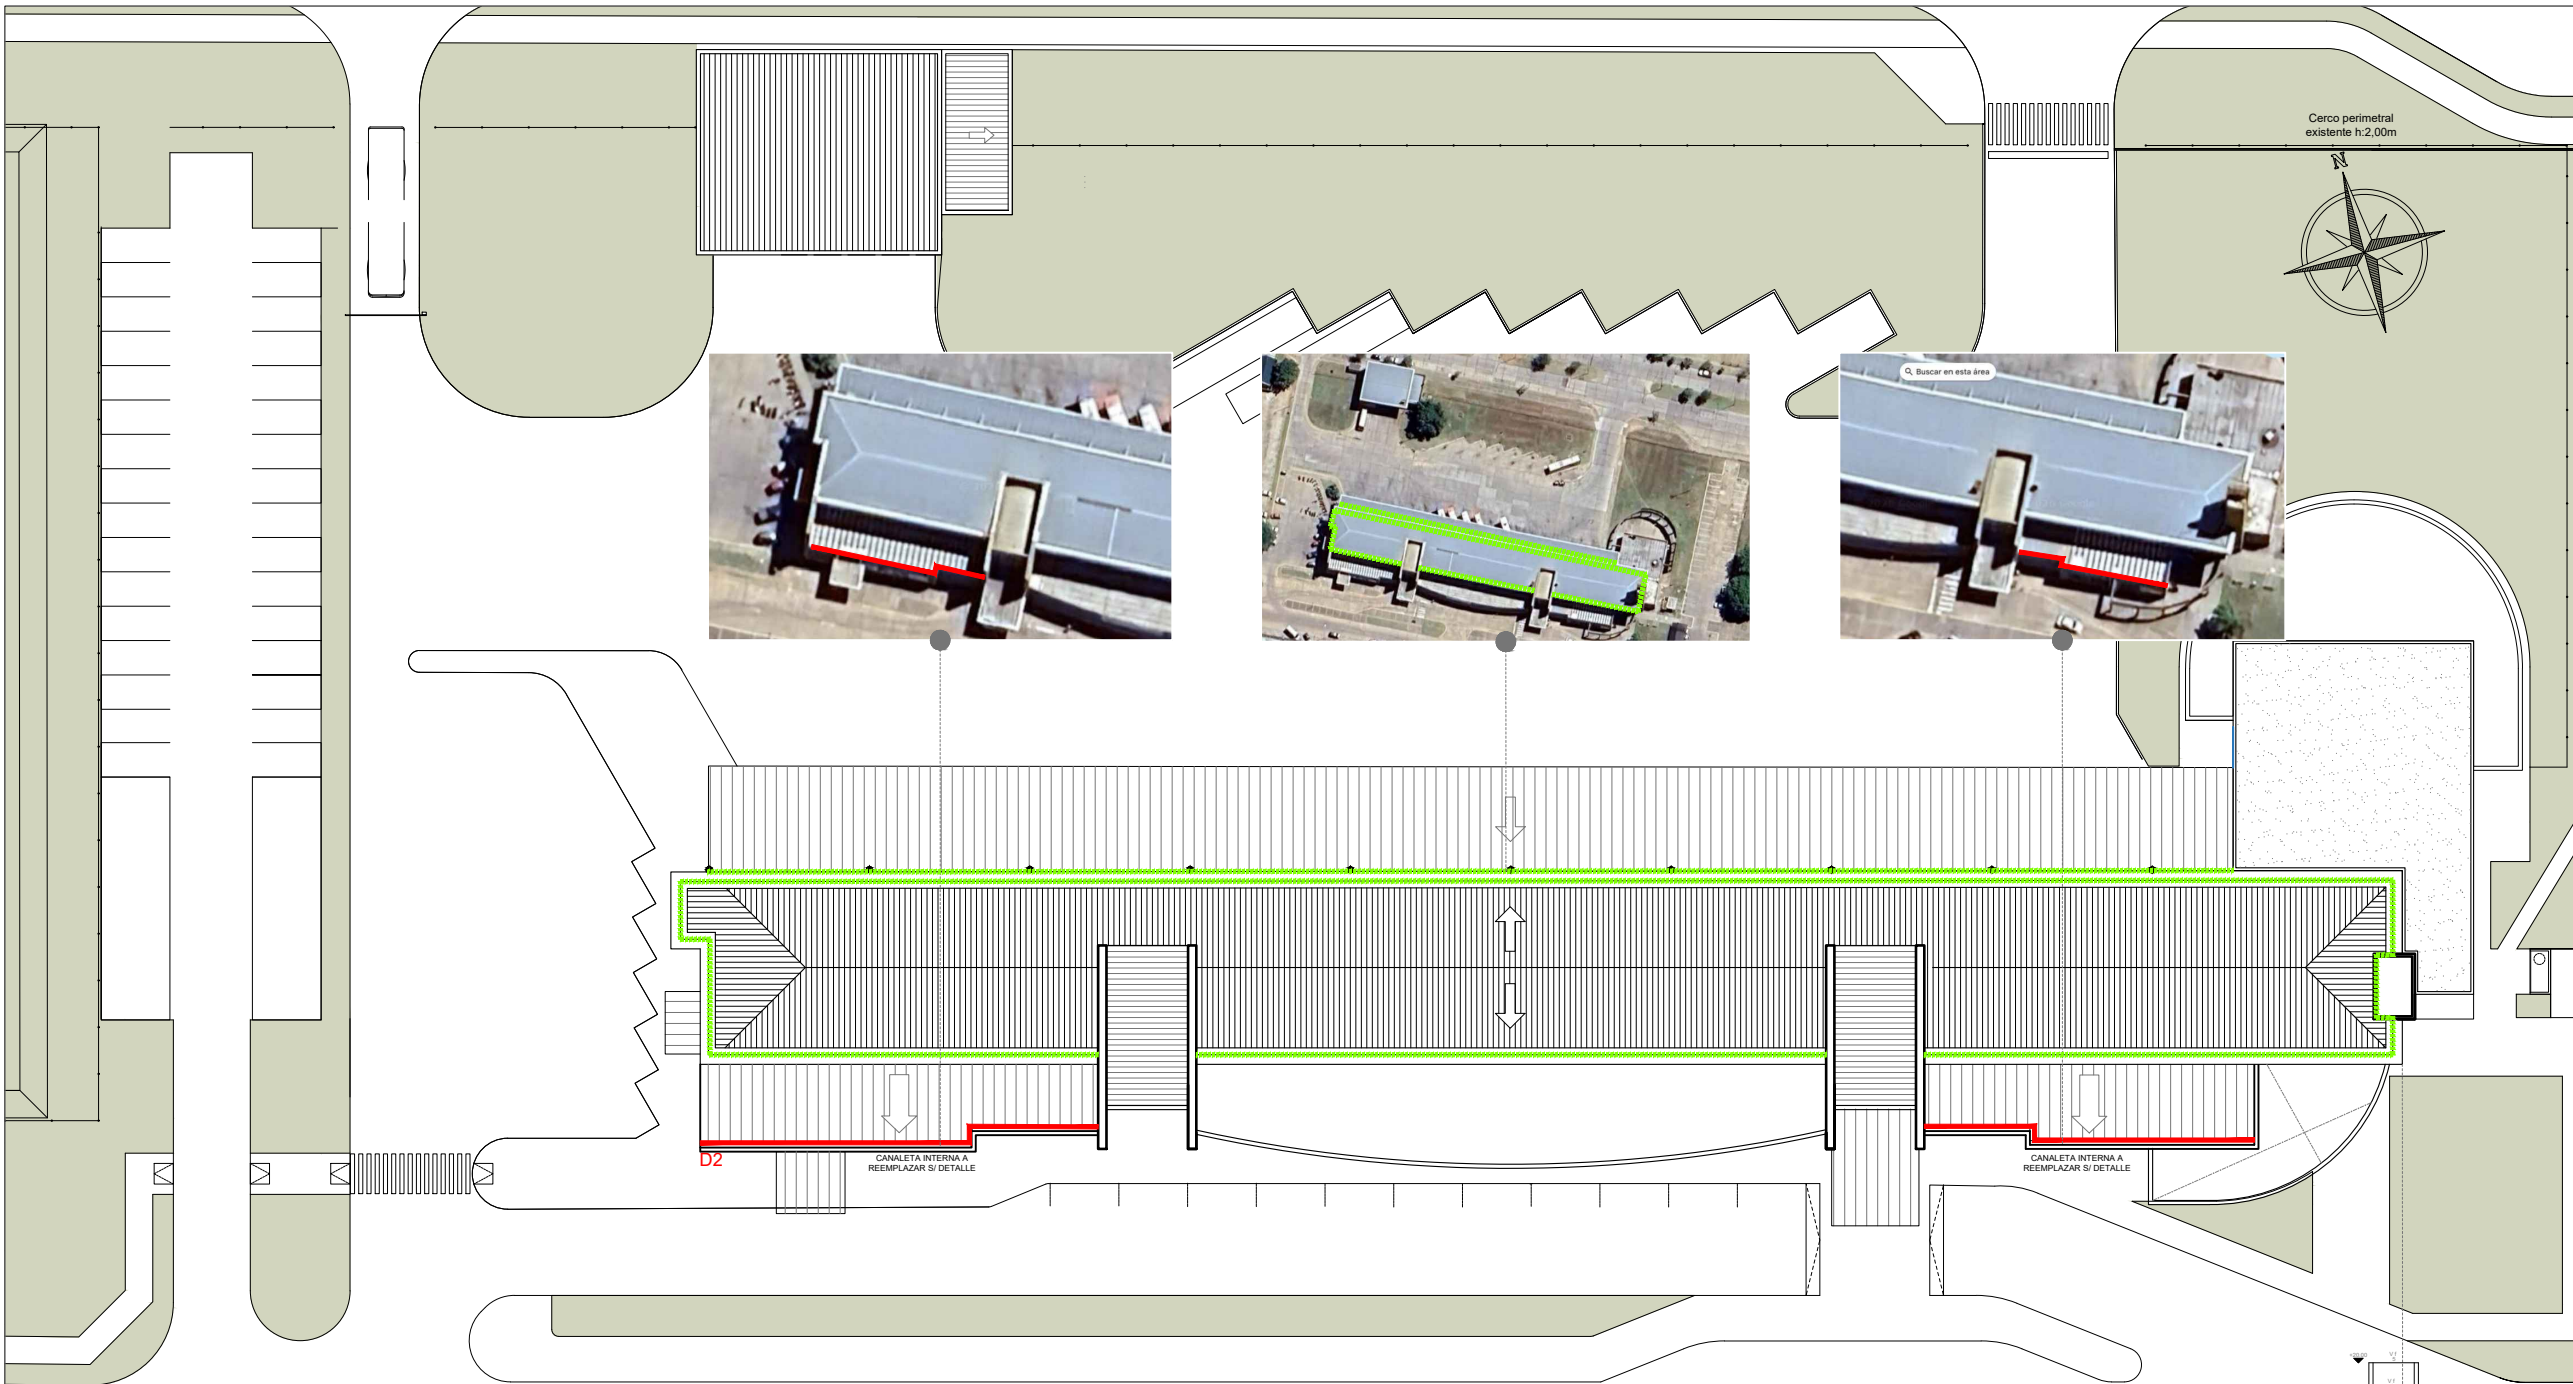 Cerco perimetral
existente h:2,00m
N
Buscar en esta área
D2
CANALETA INTERNA A
REEMPLAZAR S/ DETALLE
CANALETA INTERNA A
REEMPLAZAR S/ DETALLE